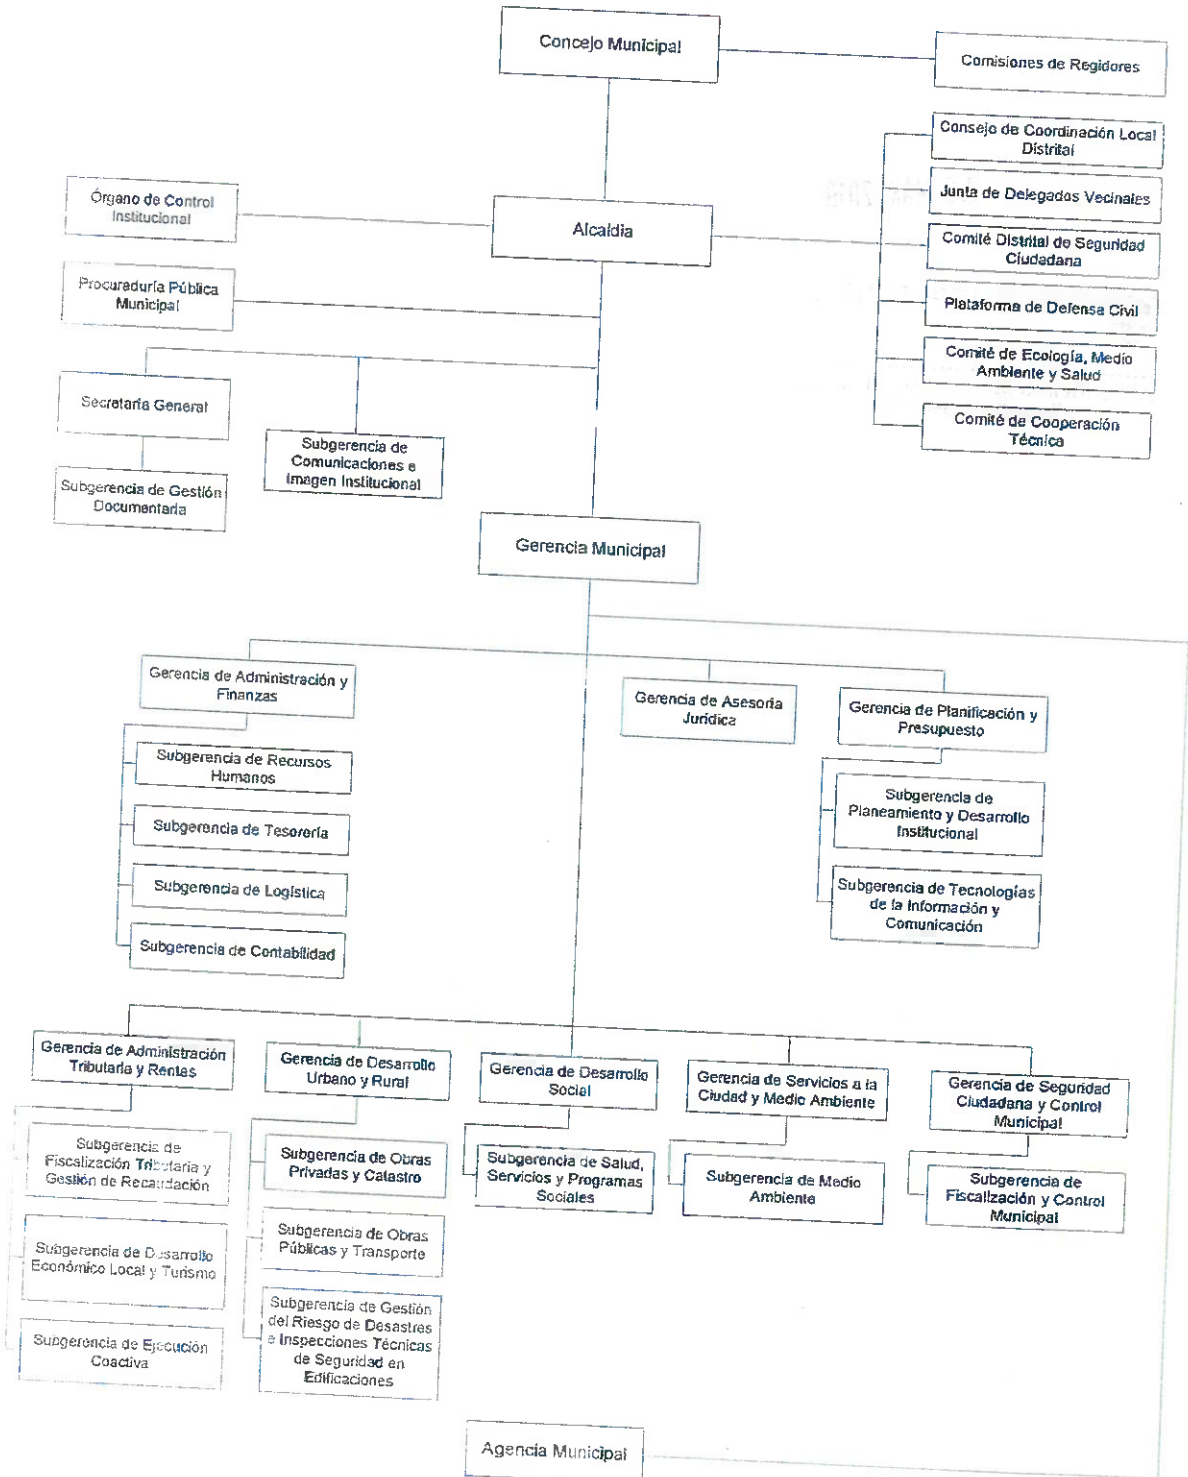 Concejo Municipal
Comisiones de Regidores
Consejo de Coordinación Local
Distrital
Junta de Delegados Vecinales
Comité Distrital de Seguridad
Ciudadana
Plataforma de Defensa Civil
Comité de Ecología, Medio
Ambiente y Salud
Comité de Cooperación
Técnica
Órgano de Control
Institucional
Alcaldia
Procuraduría Pública
Municipal
Secretaría General
Subgerencia de
Comunicaciones e
Imagen Institucional
Subgerencia de Gestión
Documentaria
Gerencia Municipal
Gerencia de Administración y
Finanzas
Subgerencia de Recursos
Humanos
Subgerencia de Tesorería
Subgerencia de Logística
Subgerencia de Contabilidad
Gerencia de Asesoría
Jurídica
Gerencia de Planificación y
Presupuesto
Subgerencia de
Planeamiento y Desarrollo
Institucional
Subgerencia de Tecnologías
de la Información y
Comunicación
Gerencia de Administración
Tributaria y Rentas
Subgerencia de
Fiscalización Tributaria y
Gestión de Recaudación
Subgerencia de Desarrollo
Económico Local y Turismo
Subgerencia de Ejecución
Coactiva
Gerencia de Desarrollo
Urbano y Rural
Subgerencia de Obras
Privadas y Catastro
Subgerencia de Obras
Públicas y Transporte
Subgerencia de Gestión
del Riesgo de Desastres
e Inspecciones Técnicas
de Seguridad en
Edificaciones
Gerencia de Desarrollo
Social
Subgerencia de Salud,
Servicios y Programas
Sociales
Gerencia de Servicios a la
Ciudad y Medio Ambiente
Subgerencia de Medio
Ambiente
Gerencia de Seguridad
Ciudadana y Control
Municipal
Subgerencia de
Fiscalización y Control
Municipal
Agencia Municipal